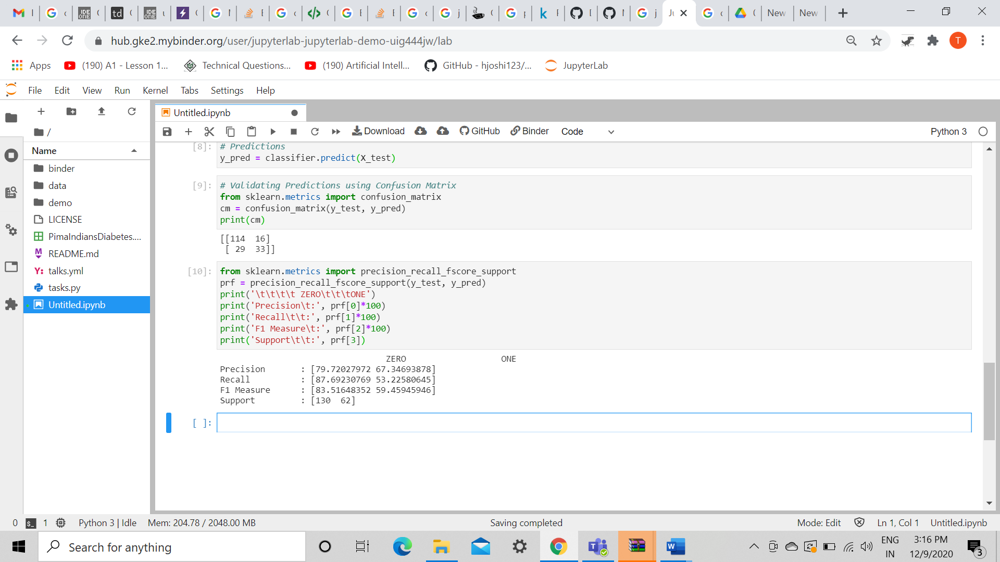 hub.gke2.mybinder.org/user/jupyterlab-jupyterlab-demo-uig444jw/lab
T
Apps
(190) A1 - Lesson 1...
Technical Questions...
(190) Artificial Intell...
GitHub - hjoshi123/...
JupyterLab
File Edit View Run Kernel Tabs Settings Help
Untitled.ipynb
Download GitHub Binder Code Python 3
/
Name
binder
data
demo
LICENSE
PimaIndiansDiabetes....
README.md
talks.yml
tasks.py
Untitled.ipynb
[8]: # Predictions
y_pred = classifier.predict(X_test)
[9]: # Validating Predictions using Confusion Matrix
from sklearn.metrics import confusion_matrix
cm = confusion_matrix(y_test, y_pred)
print(cm)
[[114  16]
[ 29  33]]
[10]: from sklearn.metrics import precision_recall_fscore_support
prf = precision_recall_fscore_support(y_test, y_pred)
print('\t\t\t\t ZERO\t\t\tONE')
print('Precision\t:', prf[0]*100)
print('Recall\t\t:', prf[1]*100)
print('F1 Measure\t:', prf[2]*100)
print('Support\t\t:', prf[3])
ZERO ONE
Precision : [79.72027972 67.34693878]
Recall : [87.69230769 53.22580645]
F1 Measure : [83.51648352 59.45945946]
Support : [130  62]
[ ]:
0 $_ 1 Python 3 | Idle Mem: 204.78 / 2048.00 MB Saving completed Mode: Edit Ln 1, Col 1 Untitled.ipynb
Search for anything
ENG
IN
3:16 PM
12/9/2020
3